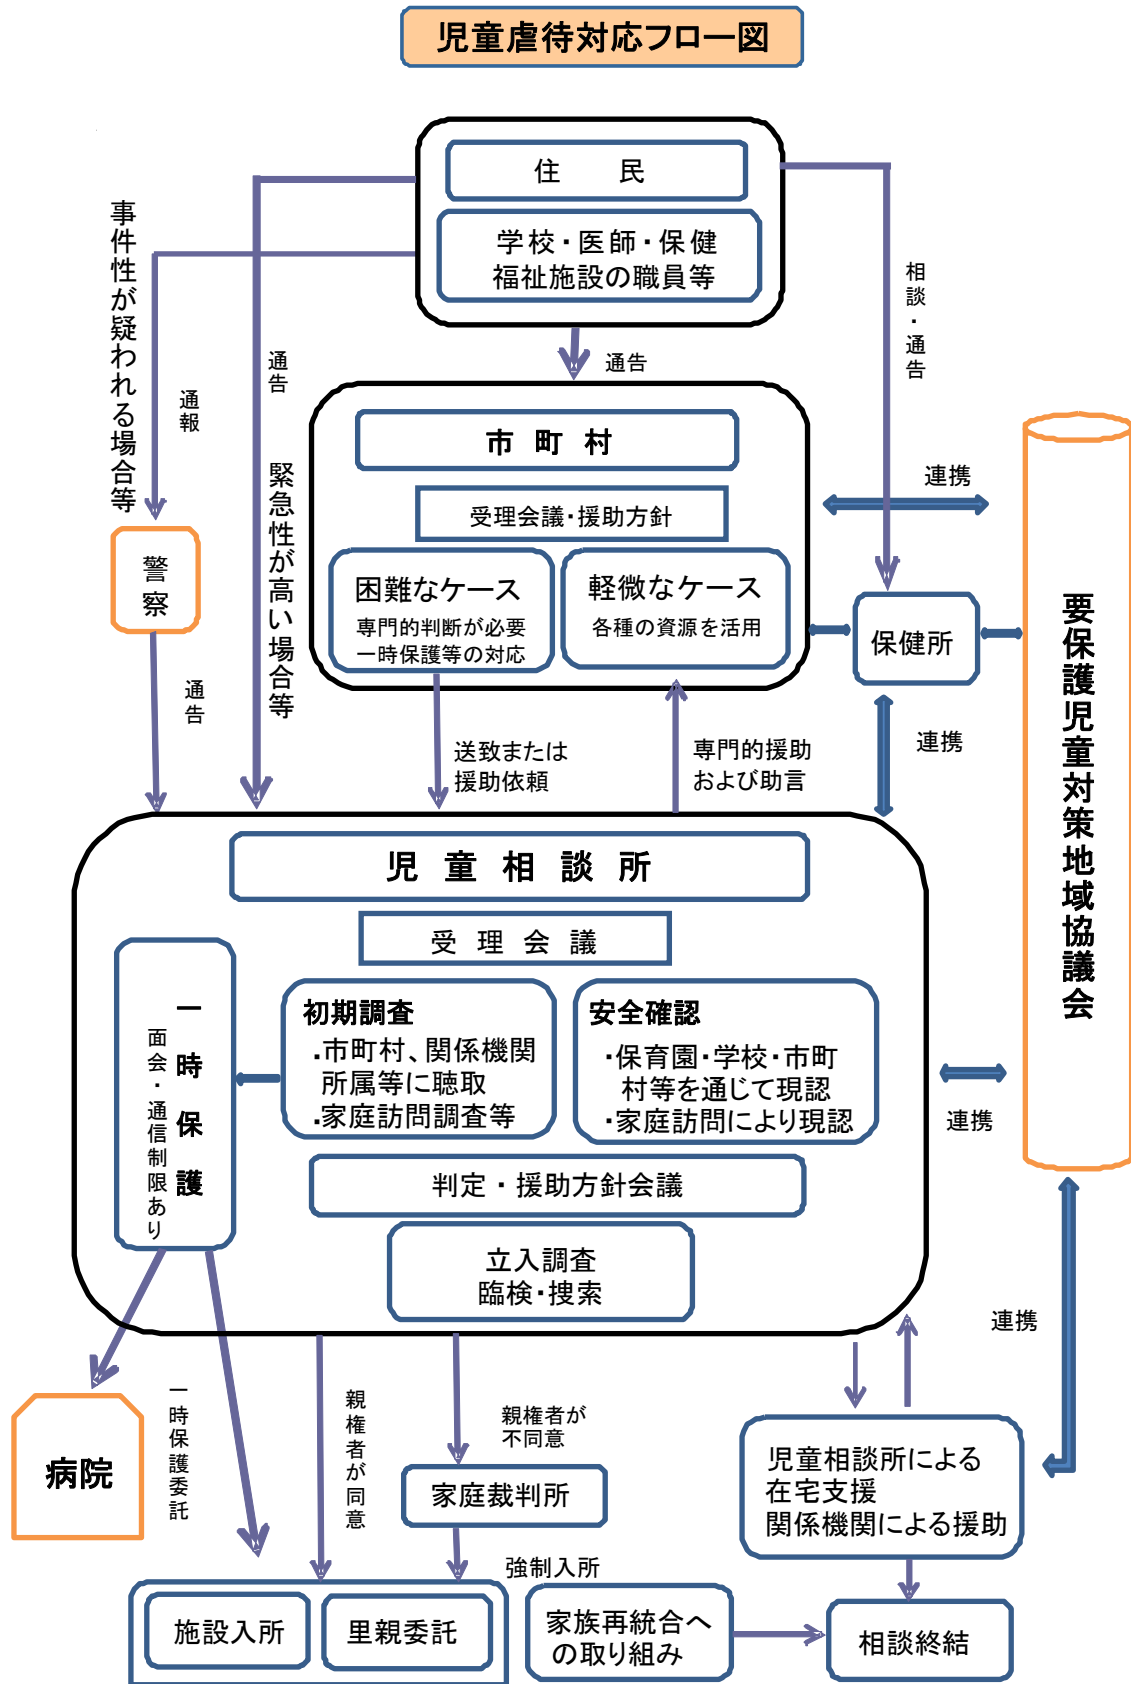 児童虐待対応フロー図
住　　民
学校・医師・保健
福祉施設の職員等
事件性が疑われる場合等
通報
通告
緊急性が高い場合等
通告
相談・通告
市 町 村
受理会議・援助方針
困難なケース
専門的判断が必要
一時保護等の対応
軽微なケース
各種の資源を活用
連携
警察
保健所
要保護児童対策地域協議会
通告
送致または
援助依頼
専門的援助
および助言
連携
児 童 相 談 所
受 理 会 議
一時保護
面会・通信制限あり
初期調査
・市町村、関係機関
所属等に聴取
・家庭訪問調査等
安全確認
・保育園・学校・市町
村等を通じて現認
・家庭訪問により現認
連携
判定・援助方針会議
立入調査
臨検・捜索
連携
病院
一時保護委託
親権者が同意
親権者が
不同意
家庭裁判所
児童相談所による
在宅支援
関係機関による援助
強制入所
施設入所
里親委託
家族再統合へ
の取り組み
相談終結